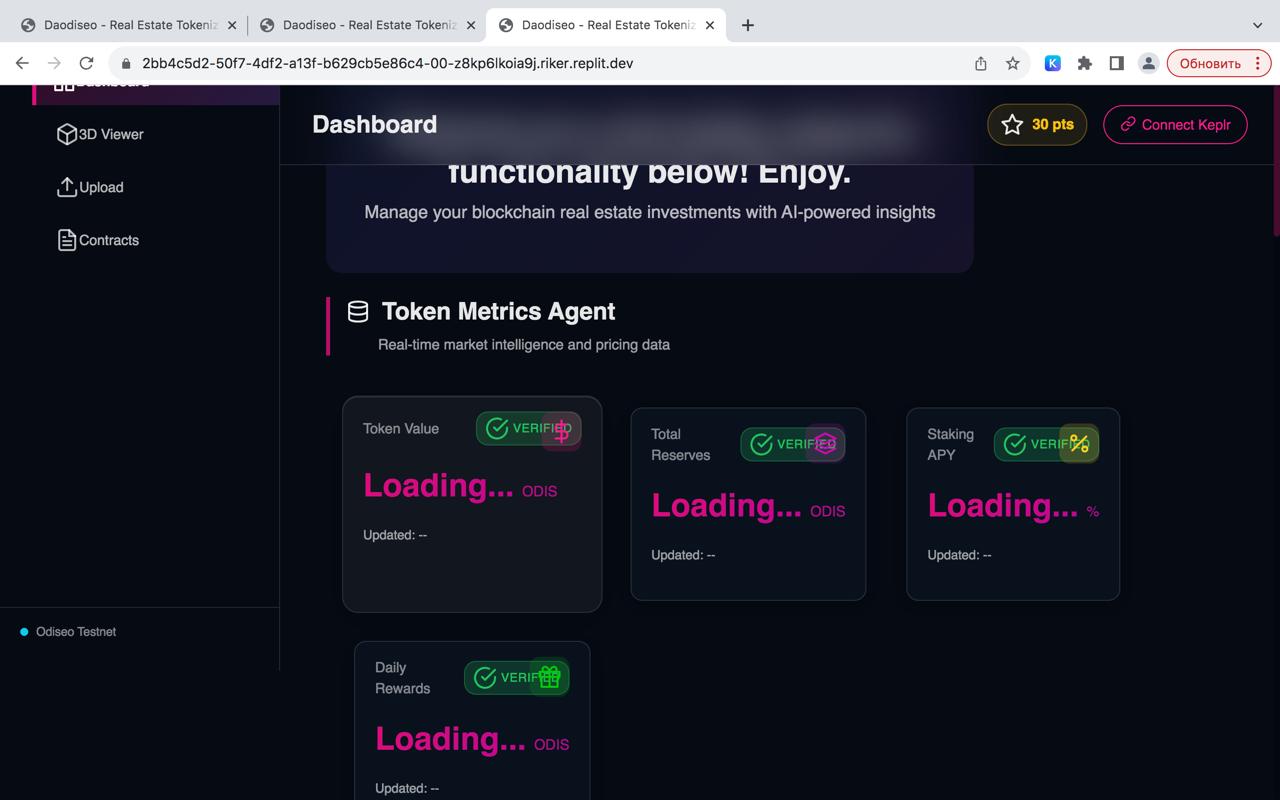 Daodiseo - Real Estate Tokeniz
Daodiseo - Real Estate Tokeniz
Daodiseo - Real Estate Tokeniz
2bb4c5d2-50f7-4df2-a13f-b629cb5e86c4-00-z8kp6lkoia9j.riker.replit.dev
Обновить
Dashboard
3D Viewer
Upload
Contracts
Odiseo Testnet
Dashboard
30 pts
Connect Keplr
functionality below! Enjoy.
Manage your blockchain real estate investments with AI-powered insights
Token Metrics Agent
Real-time market intelligence and pricing data
Token Value
VERIFIED
Loading... ODIS
Updated: --
Total
Reserves
VERIFIED
Loading... ODIS
Updated: --
Staking
APY
VERIFIED
Loading... %
Updated: --
Daily
Rewards
VERIFIED
Loading... ODIS
Updated: --